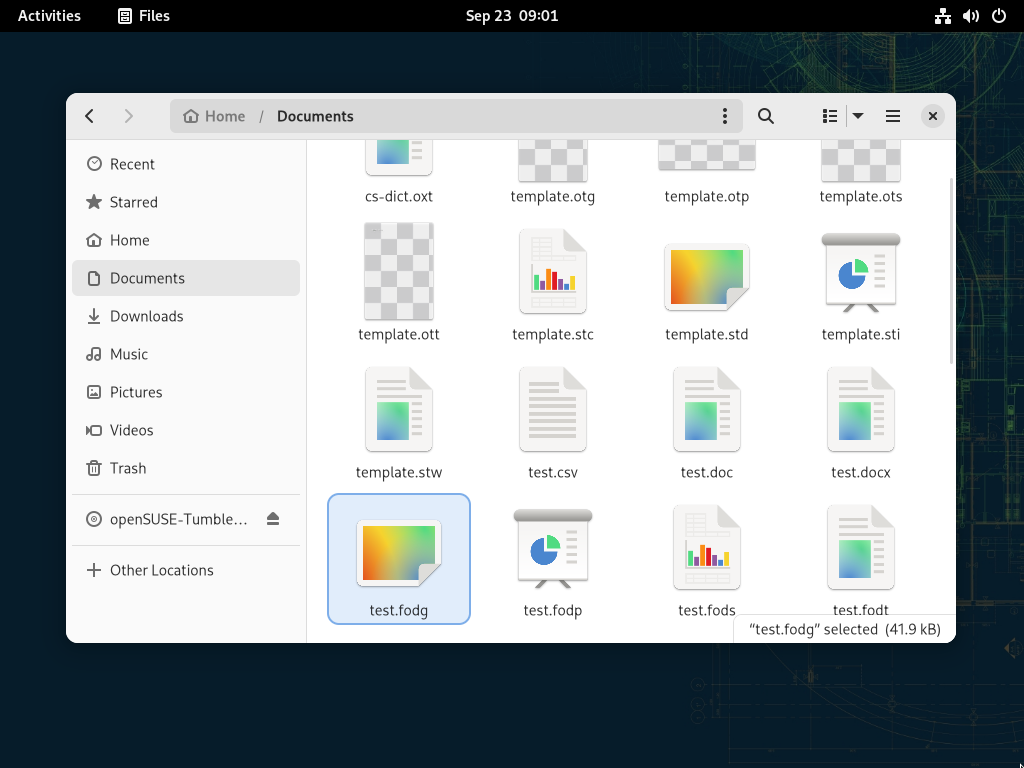 Activities
Files
Sep 23 09:01
Home / Documents
Recent
Starred
Home
Documents
Downloads
Music
Pictures
Videos
Trash
openSUSE-Tumble...
Other Locations
cs-dict.oxt
template.otg
template.otp
template.ots
template.ott
template.stc
template.std
template.sti
template.stw
test.csv
test.doc
test.docx
test.fodg
test.fodp
test.fods
test.fodt
“test.fodg” selected (41.9 kB)